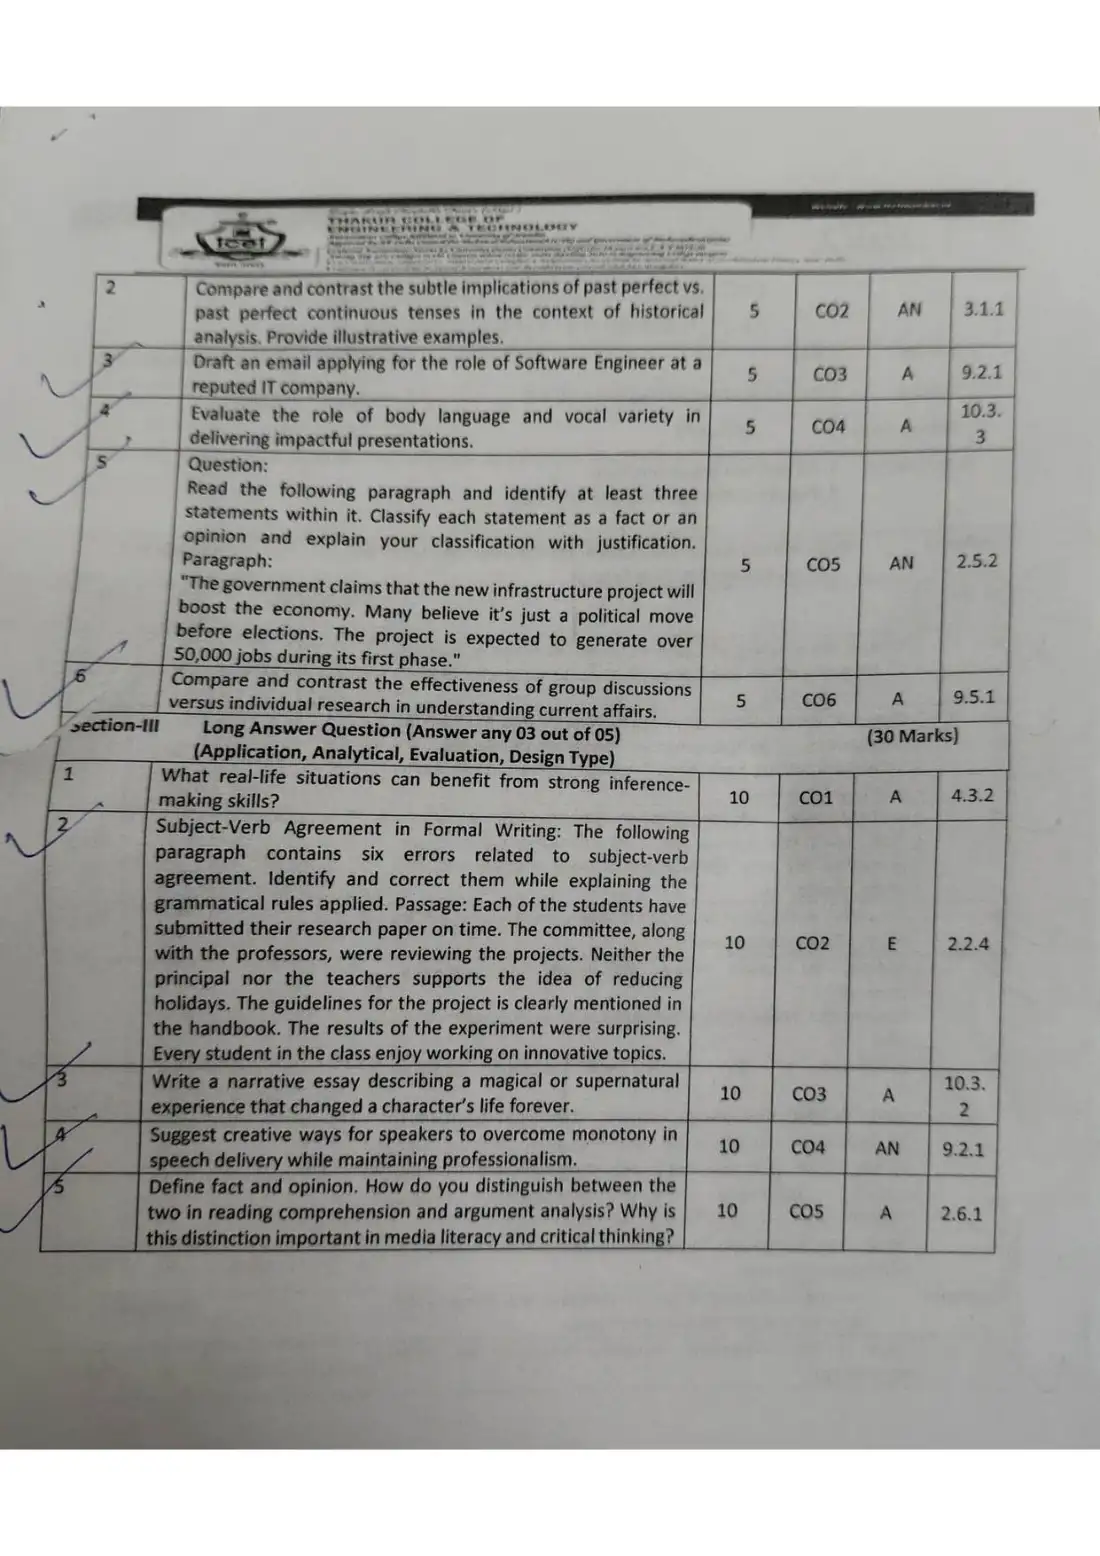 tcet
THAKUR COLLEGE OF
ENGINEERING & TECHNOLOGY
2 Compare and contrast the subtle implications of past perfect vs.
past perfect continuous tenses in the context of historical 5 CO2 AN 3.1.1
analysis. Provide illustrative examples.
3 Draft an email applying for the role of Software Engineer at a
reputed IT company. 5 CO3 A 9.2.1
4 Evaluate the role of body language and vocal variety in 10.3.
delivering impactful presentations. 5 CO4 A 3
5 Question:
Read the following paragraph and identify at least three
statements within it. Classify each statement as a fact or an
opinion and explain your classification with justification.
Paragraph: 5 CO5 AN 2.5.2
"The government claims that the new infrastructure project will
boost the economy. Many believe it's just a political move
before elections. The project is expected to generate over
50,000 jobs during its first phase."
6 Compare and contrast the effectiveness of group discussions
versus individual research in understanding current affairs. 5 CO6 A 9.5.1
Section-III Long Answer Question (Answer any 03 out of 05) (30 Marks)
(Application, Analytical, Evaluation, Design Type)
1 What real-life situations can benefit from strong inference-
making skills? 10 CO1 A 4.3.2
2 Subject-Verb Agreement in Formal Writing: The following
paragraph contains six errors related to subject-verb
agreement. Identify and correct them while explaining the
grammatical rules applied. Passage: Each of the students have
submitted their research paper on time. The committee, along
with the professors, were reviewing the projects. Neither the 10 CO2 E 2.2.4
principal nor the teachers supports the idea of reducing
holidays. The guidelines for the project is clearly mentioned in
the handbook. The results of the experiment were surprising.
Every student in the class enjoy working on innovative topics.
3 Write a narrative essay describing a magical or supernatural 10.3.
experience that changed a character's life forever. 10 CO3 A 2
4 Suggest creative ways for speakers to overcome monotony in
speech delivery while maintaining professionalism. 10 CO4 AN 9.2.1
5 Define fact and opinion. How do you distinguish between the
two in reading comprehension and argument analysis? Why is 10 CO5 A 2.6.1
this distinction important in media literacy and critical thinking?